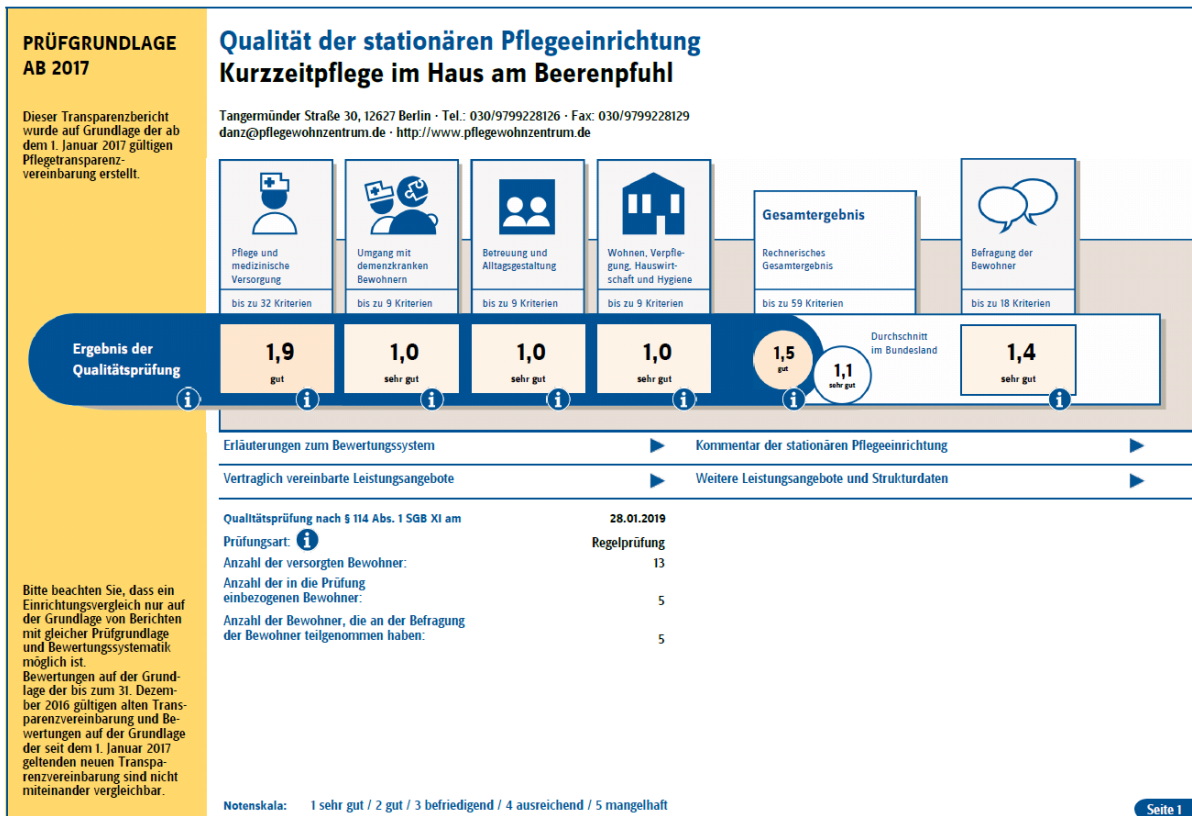 PRÜFGRUNDLAGE
AB 2017
Dieser Transparenzbericht
wurde auf Grundlage der ab
dem 1. Januar 2017 gültigen
Pflegetransparenz-
vereinbarung erstellt.
Bitte beachten Sie, dass ein
Einrichtungsvergleich nur auf
der Grundlage von Berichten
mit gleicher Prüfgrundlage
und Bewertungssystematik
möglich ist.
Bewertungen auf der Grund-
lage der bis zum 31. Dezem-
ber 2016 gültigen alten Trans-
parenzvereinbarung und Be-
wertungen auf der Grundlage
der seit dem 1. Januar 2017
geltenden neuen Transpa-
renzvereinbarung sind nicht
miteinander vergleichbar.
Qualität der stationären Pflegeeinrichtung
Kurzzeitpflege im Haus am Beerenpfuhl
Tangermünder Straße 30, 12627 Berlin · Tel.: 030/9799228126 · Fax: 030/9799228129
danz@pflegewohnzentrum.de · http://www.pflegewohnzentrum.de
Pflege und
medizinische
Versorgung
bis zu 32 Kriterien
Umgang mit
demenzkranken
Bewohnern
bis zu 9 Kriterien
Betreuung und
Alltagsgestaltung
bis zu 9 Kriterien
Wohnen, Verpfle-
gung, Hauswirt-
schaft und Hygiene
bis zu 9 Kriterien
Gesamtergebnis
Rechnerisches
Gesamtergebnis
bis zu 59 Kriterien
Befragung der
Bewohner
bis zu 18 Kriterien
Ergebnis der
Qualitätsprüfung
1,9
gut
1,0
sehr gut
1,0
sehr gut
1,0
sehr gut
1,5
gut
1,1
sehr gut
Durchschnitt
im Bundesland
1,4
gut
Erläuterungen zum Bewertungssystem
Kommentar der stationären Pflegeeinrichtung
Vertraglich vereinbarte Leistungsangebote
Weitere Leistungsangebote und Strukturdaten
Qualitätsprüfung nach § 114 Abs. 1 SGB XI am 28.01.2019
Prüfungsart: i Regelprüfung
Anzahl der versorgten Bewohner: 13
Anzahl der in die Prüfung
einbezogenen Bewohner: 5
Anzahl der Bewohner, die an der Befragung
der Bewohner teilgenommen haben: 5
Notenskala: 1 sehr gut / 2 gut / 3 befriedigend / 4 ausreichend / 5 mangelhaft
Seite 1